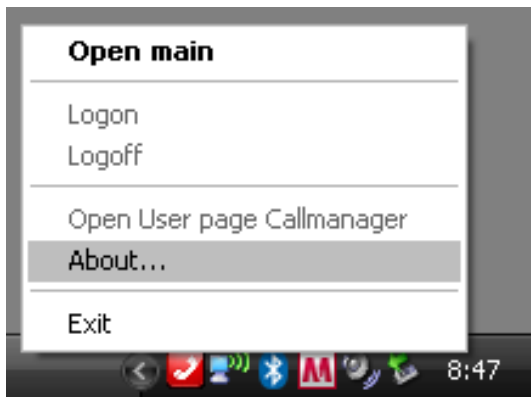 Open main
Logon
Logoff
Open User page Callmanager
About...
Exit
M 8:47